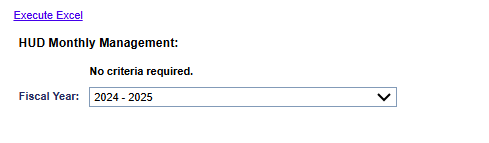 Execute Excel
HUD Monthly Management:
No criteria required.
Fiscal Year: 2024 - 2025